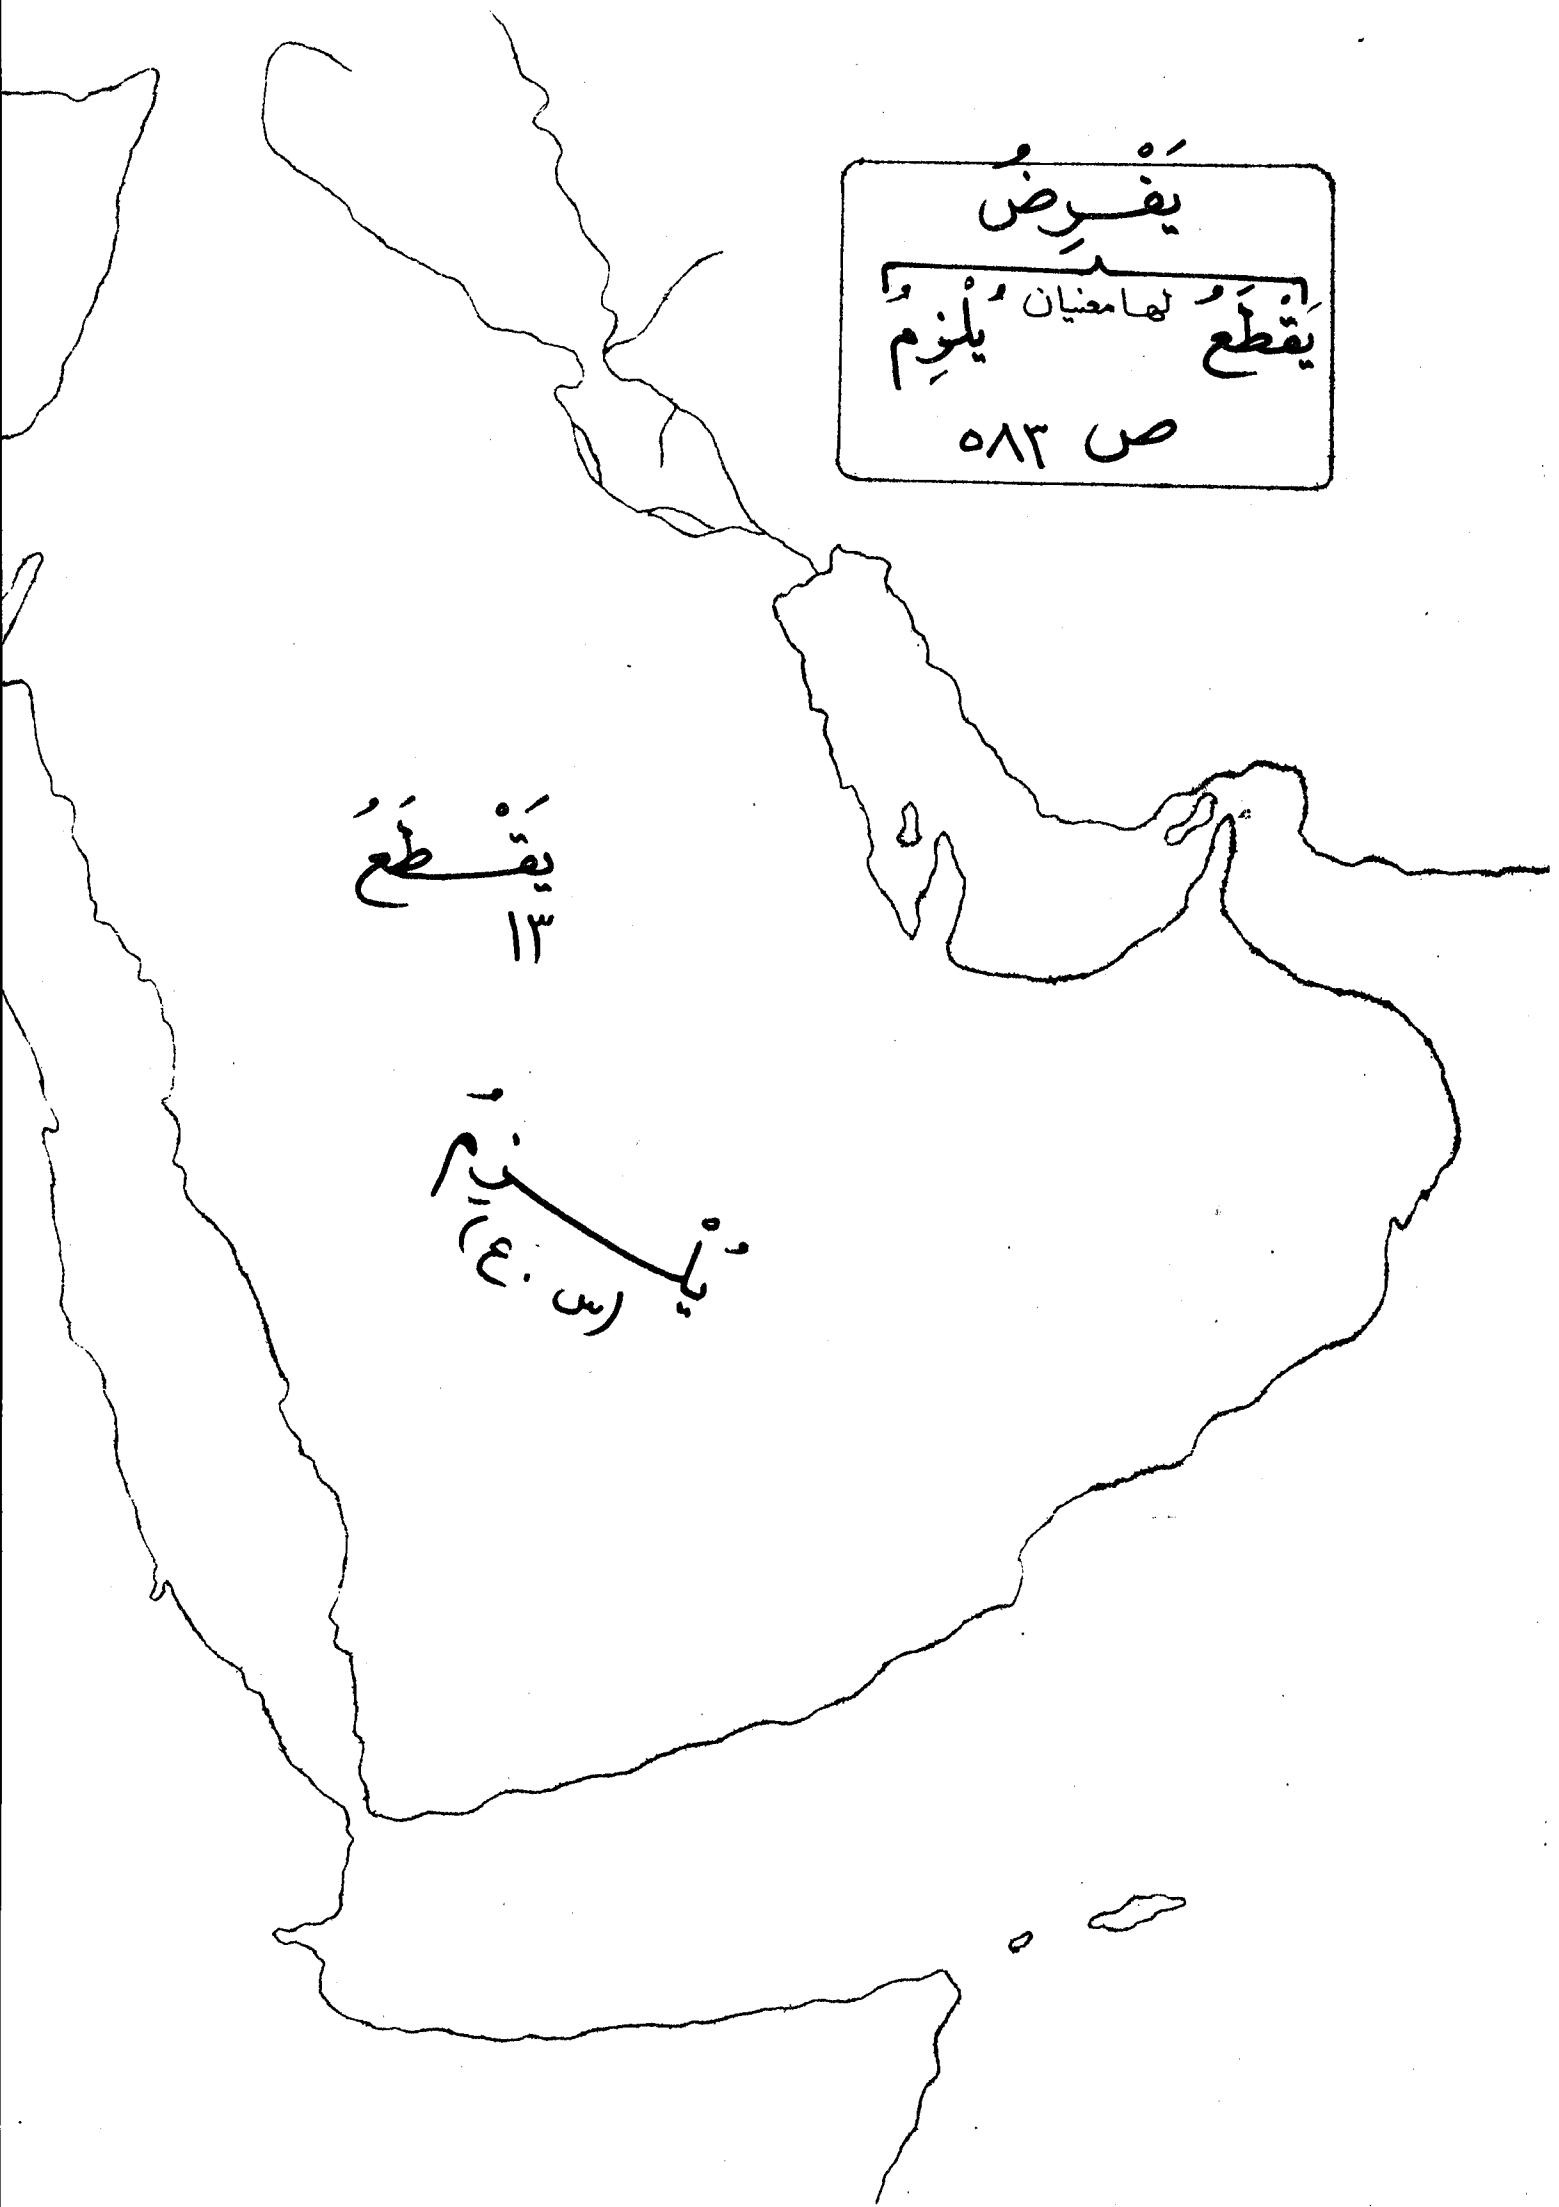 يَفْرِضُ
لها معنيان
يَقْطَعُ يُلْزِمُ
ص ٥٨٣
يَقْطَعُ
١٣
يُلْزِمُ
(س . ع)